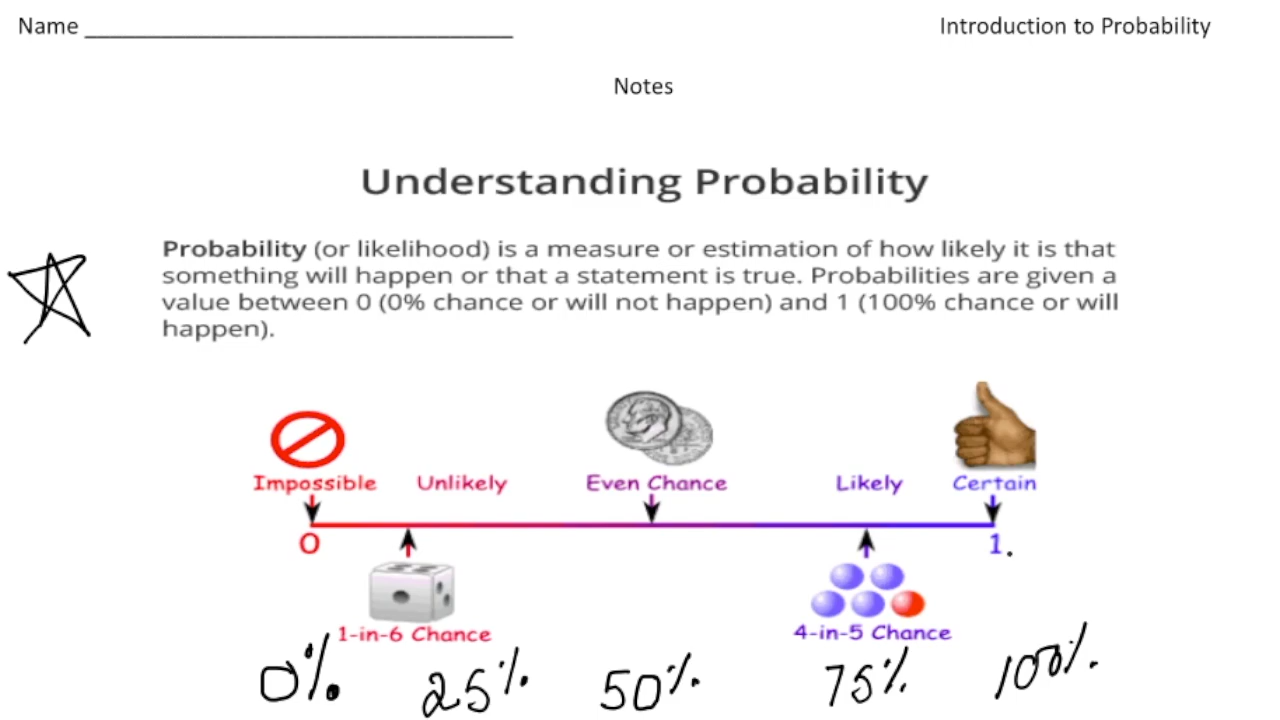 Name ___________________________________ Introduction to Probability
Notes
Understanding Probability
Probability (or likelihood) is a measure or estimation of how likely it is that
something will happen or that a statement is true. Probabilities are given a
value between 0 (0% chance or will not happen) and 1 (100% chance or will
happen).
Impossible Unlikely Even Chance Likely Certain
0 1.
1-in-6 Chance 4-in-5 Chance
0% 25% 50% 75% 100%